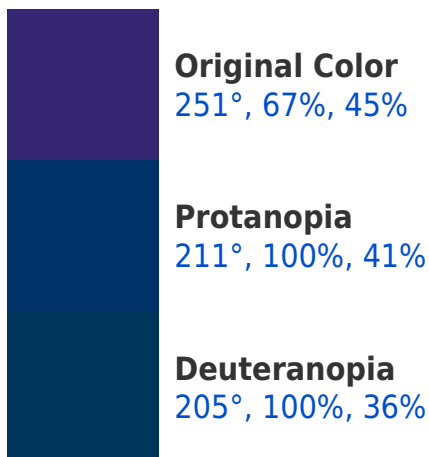 Original Color
251°, 67%, 45%
Protanopia
211°, 100%, 41%
Deuteranopia
205°, 100%, 36%